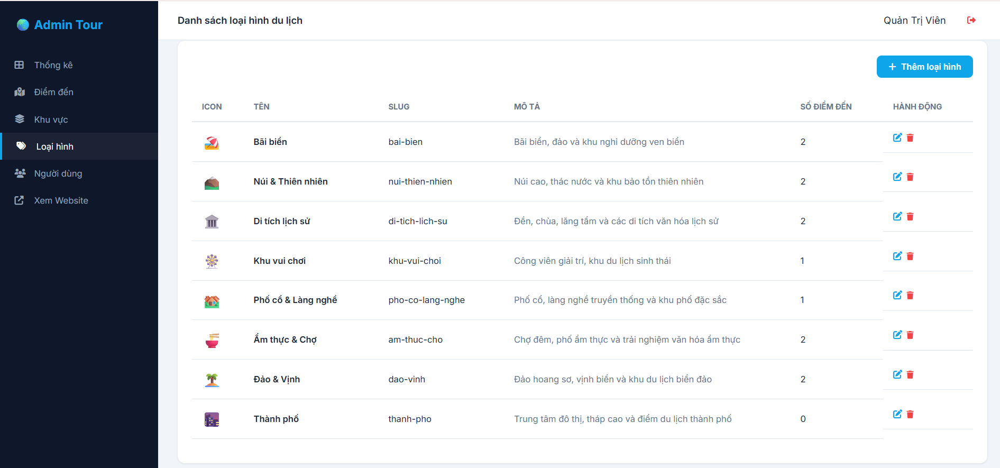 Admin Tour
Thống kê
Điểm đến
Khu vực
Loại hình
Người dùng
Xem Website
Danh sách loại hình du lịch
Quản Trị Viên
+ Thêm loại hình
ICON TÊN SLUG MÔ TẢ SỐ ĐIỂM ĐẾN HÀNH ĐỘNG
Bãi biển bai-bien Bãi biển, đảo và khu nghỉ dưỡng ven biển 2
Núi & Thiên nhiên nui-thien-nhien Núi cao, thác nước và khu bảo tồn thiên nhiên 2
Di tích lịch sử di-tich-lich-su Đền, chùa, lăng tẩm và các di tích văn hóa lịch sử 2
Khu vui chơi khu-vui-choi Công viên giải trí, khu du lịch sinh thái 1
Phố cổ & Làng nghề pho-co-lang-nghe Phố cổ, làng nghề truyền thống và khu phố đặc sắc 1
Ẩm thực & Chợ am-thuc-cho Chợ đêm, phố ẩm thực và trải nghiệm văn hóa ẩm thực 2
Đảo & Vịnh dao-vinh Đảo hoang sơ, vịnh biển và khu du lịch biển đảo 2
Thành phố thanh-pho Trung tâm đô thị, tháp cao và điểm du lịch thành phố 0